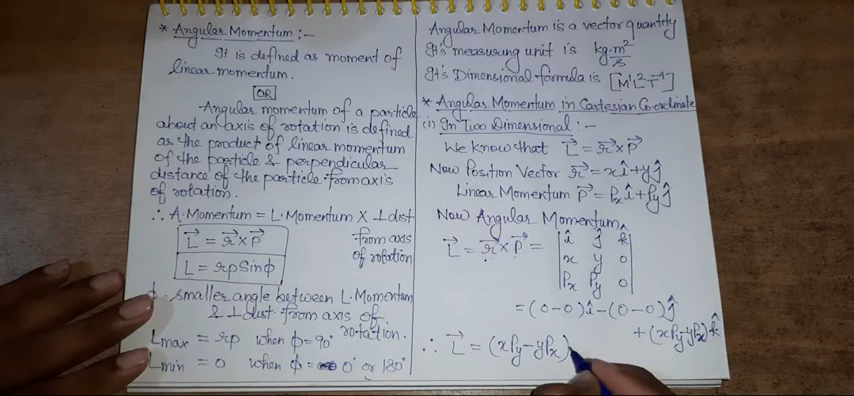 * Angular Momentum :-
It is defined as moment of
linear momentum.
OR
Angular momentum of a particle
about an axis of rotation is defined
as the product of linear momentum
of the particle & perpendicular
distance of the particle from axis
of rotation.
∴ A.Momentum = L.Momentum X ⊥dist
from axis
of rotation
L⃗ = r⃗ × P⃗
L = rp Sinφ
smaller angle between L.Momentum
& ⊥dist. from axis of
rotation.
Lmax = rp when φ = 90°
Lmin = 0 when φ = 0° or 180°
Angular Momentum is a vector quantity
It's measuring unit is kg.m²/s
It's Dimensional formula is [M¹L²T⁻¹]
* Angular Momentum in Cartesian Co-ordinate
(i) In Two Dimensional :-
We know that L⃗ = r⃗ × P⃗
Now Position Vector r⃗ = xî + yĵ
Linear Momentum P⃗ = Pxî + Pyĵ
Now Angular Momentum
L⃗ = r⃗ × P⃗ = | î ĵ k̂ |
| x y 0 |
| Px Py 0 |
= (0-0)î - (0-0)ĵ
+ (xPy-yPx)k̂
∴ L⃗ = (xPy-yPx)